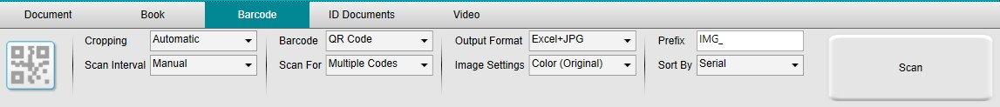 Document Book Barcode ID Documents Video
Cropping Automatic Barcode QR Code Output Format Excel+JPG Prefix IMG_
Scan Interval Manual Scan For Multiple Codes Image Settings Color (Original) Sort By Serial
Scan